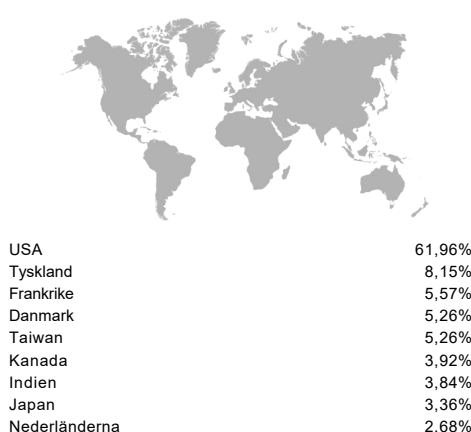 USA 61,96%
Tyskland 8,15%
Frankrike 5,57%
Danmark 5,26%
Taiwan 5,26%
Kanada 3,92%
Indien 3,84%
Japan 3,36%
Nederländerna 2,68%